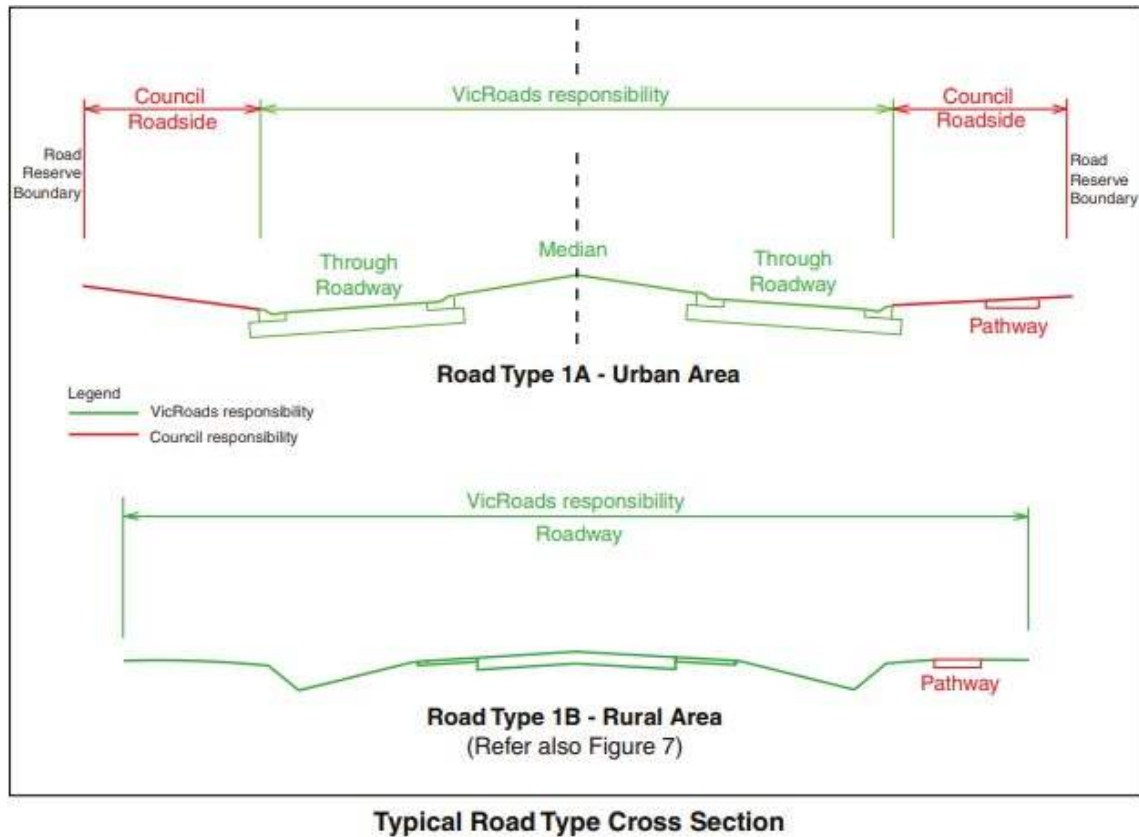 Council
Roadside
VicRoads responsibility
Council
Roadside
Road
Reserve
Boundary
Road
Reserve
Boundary
Through
Roadway
Median
Through
Roadway
Pathway
Road Type 1A - Urban Area
Legend
VicRoads responsibility
Council responsibility
VicRoads responsibility
Roadway
Pathway
Road Type 1B - Rural Area
(Refer also Figure 7)
Typical Road Type Cross Section